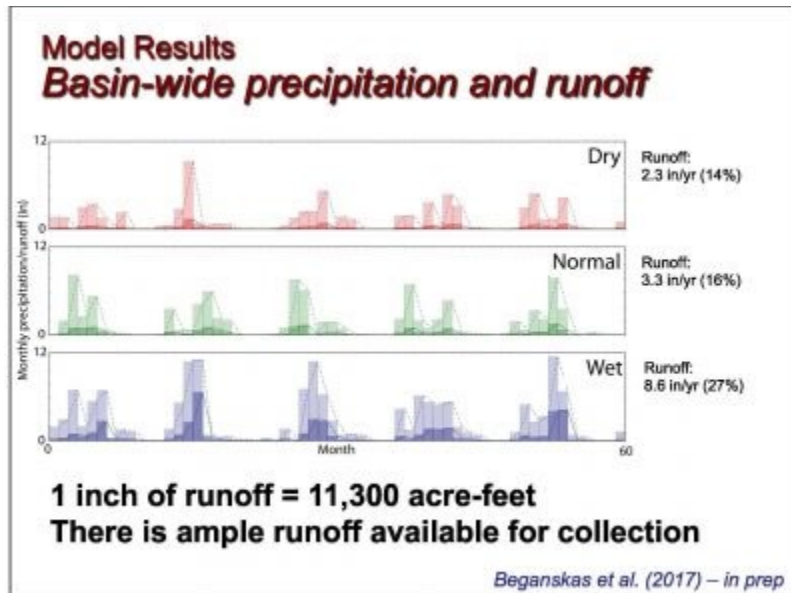 Model Results
Basin-wide precipitation and runoff
Monthly precipitation/runoff (in)
12
0
Dry
Runoff:
2.3 in/yr (14%)
12
0
Normal
Runoff:
3.3 in/yr (16%)
12
0
Wet
Runoff:
8.6 in/yr (27%)
0
Month
60
1 inch of runoff = 11,300 acre-feet
There is ample runoff available for collection
Beganskas et al. (2017) – in prep